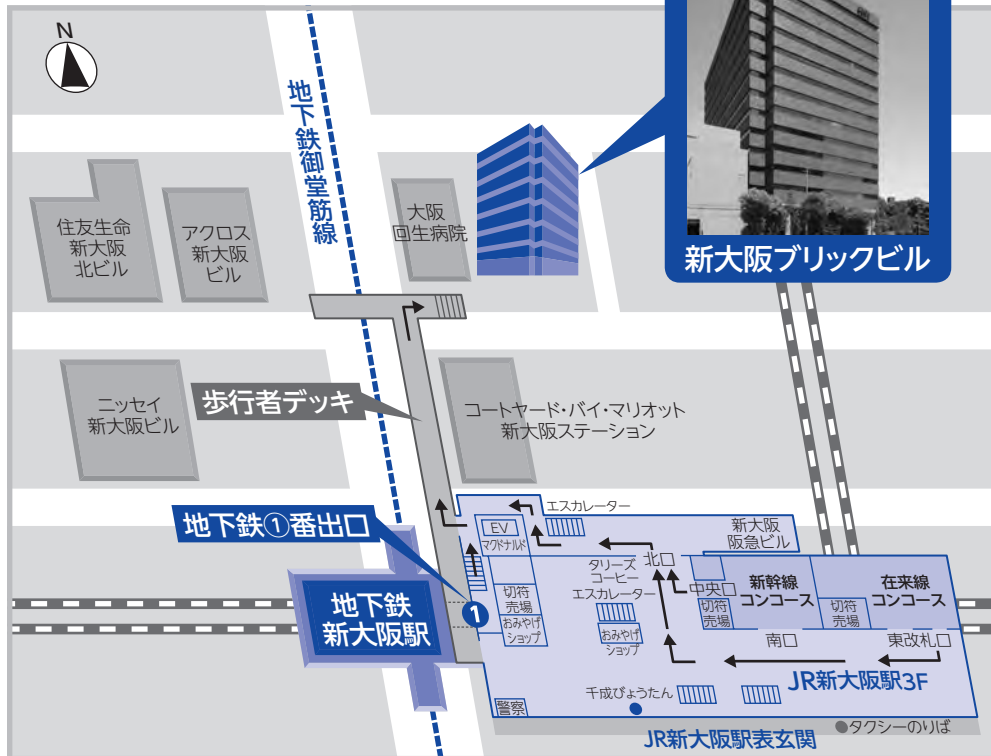 N
地下鉄御堂筋線
住友生命
新大阪
北ビル
アクロス
新大阪
ビル
大阪
回生病院
新大阪ブリックビル
ニッセイ
新大阪ビル
歩行者デッキ
コートヤード・バイ・マリオット
新大阪ステーション
地下鉄①番出口
エスカレーター
EV
マクドナルド
新大阪
阪急ビル
北口
タリーズ
コーヒー
エスカレーター
中央口
新幹線
コンコース
在来線
コンコース
切符
売場
切符
売場
切符
売場
おみやげ
ショップ
おみやげ
ショップ
1
地下鉄
新大阪駅
南口
東改札口
JR新大阪駅3F
千成びょうたん
警察
タクシーのりば
JR新大阪駅表玄関